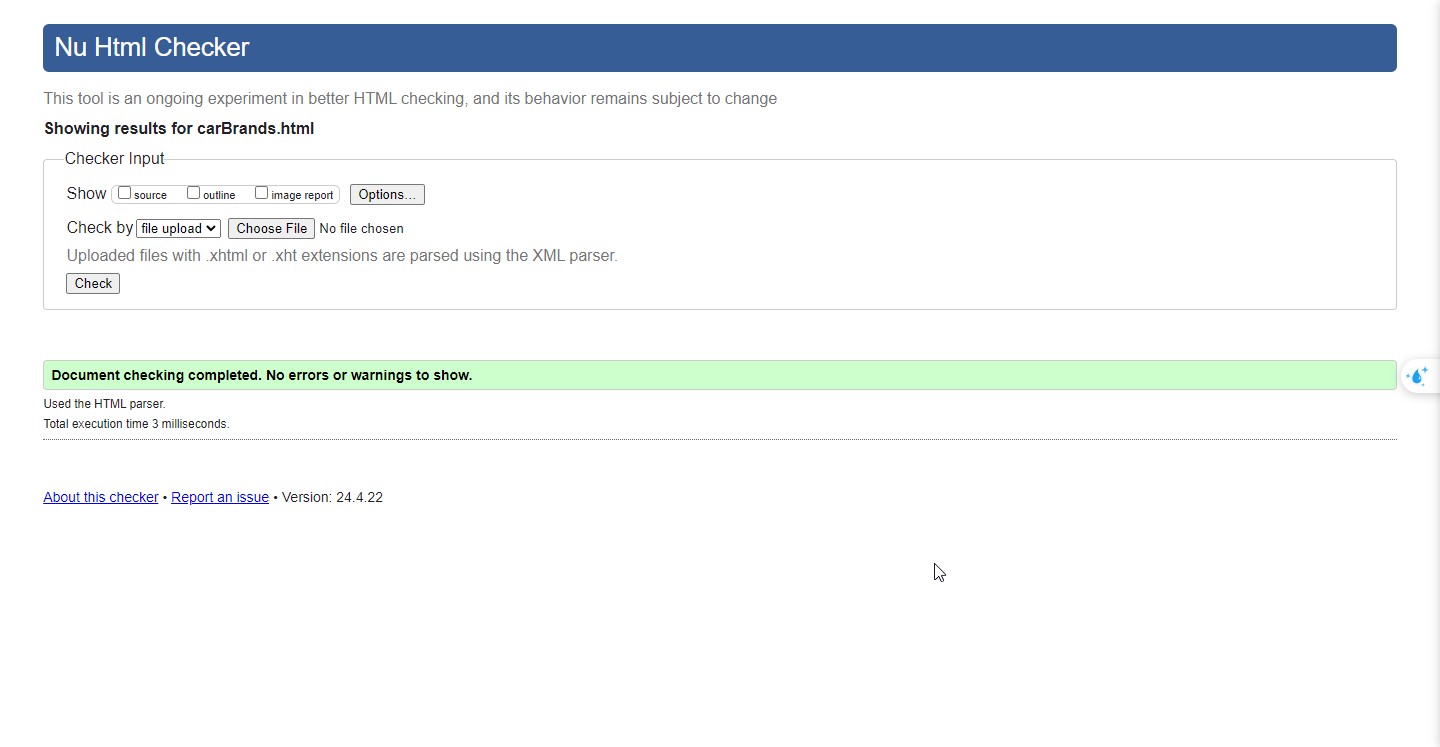 Nu Html Checker
This tool is an ongoing experiment in better HTML checking, and its behavior remains subject to change
Showing results for carBrands.html
Checker Input
Show source outline image report Options...
Check by file upload Choose File No file chosen
Uploaded files with .xhtml or .xht extensions are parsed using the XML parser.
Check
Document checking completed. No errors or warnings to show.
Used the HTML parser.
Total execution time 3 milliseconds.
About this checker • Report an issue • Version: 24.4.22